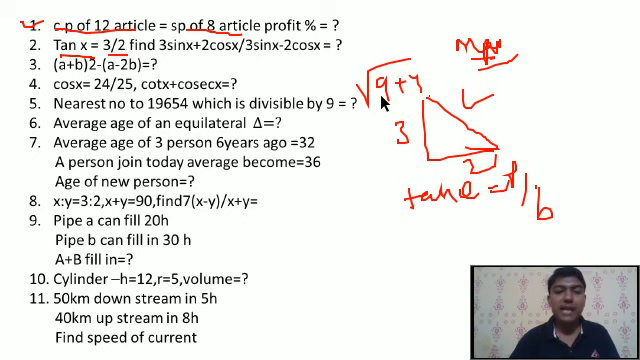 1. c.p of 12 article = sp.of 8 articel profit % = ?
2. Tan x = 3/2 find 3sinx+2cosx/3sinx-2cosx = ?
3. (a+b)2-(a-2b)=?
4. cosx= 24/25, cotx+cosecx=?
5. Nearest no to 19654 which is divisible by 9 = ?
6. Average age of an equilateral Δ=?
7. Average age of 3 person 6years ago =32
A person join today average become=36
Age of new person=?
8. x:y=3:2,x+y=90,find7(x-y)/x+y=
9. Pipe a can fill 20h
Pipe b can fill in 30 h
A+B fill in=?
10. Cylinder –h=12,r=5,volume=?
11. 50km down stream in 5h
40km up stream in 8h
Find speed of current
√9+4
3
2
= P/b